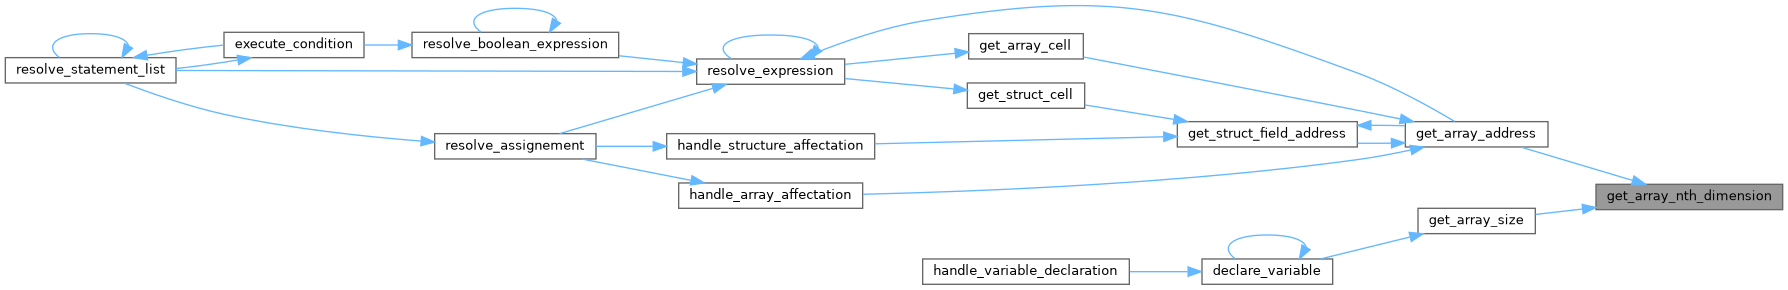 execute_condition
resolve_boolean_expression
get_array_cell
resolve_statement_list
resolve_expression
get_struct_cell
get_struct_field_address
get_array_address
resolve_assignement
handle_structure_affectation
handle_array_affectation
get_array_nth_dimension
get_array_size
handle_variable_declaration
declare_variable